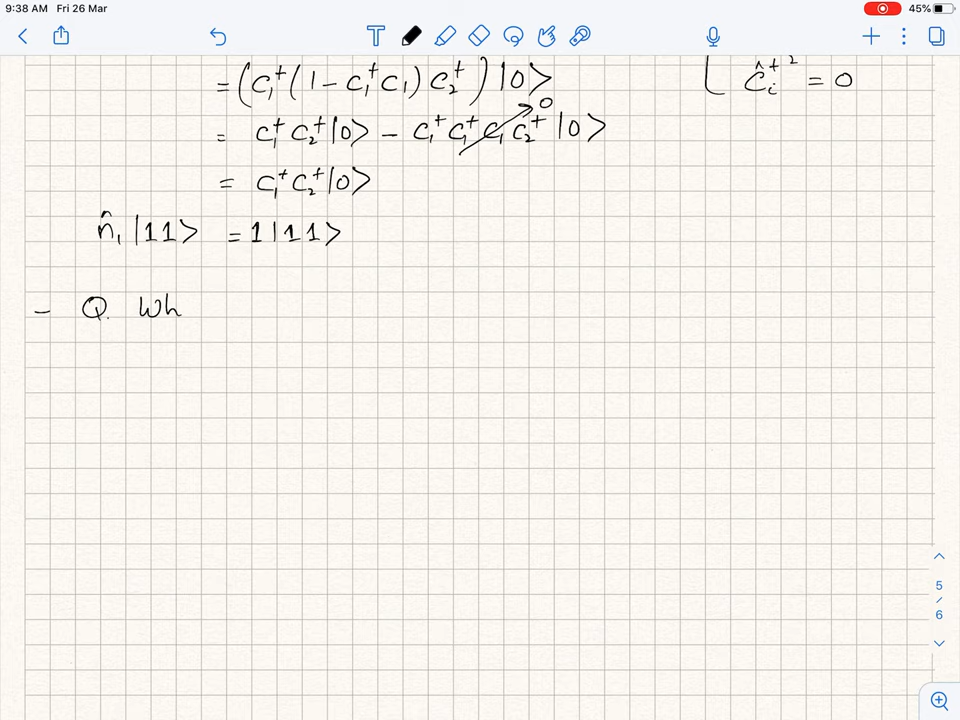 9:38 AM Fri 26 Mar
45%
= (c₁† (1 - c₁†c₁) c₂†) |0>
ĉᵢ†² = 0
= c₁†c₂†|0> - c₁†c₁†c₁c₂†|0> 0
= c₁†c₂†|0>
n̂₁ |11> = 1|11>
- Q. Wh
5
/
6